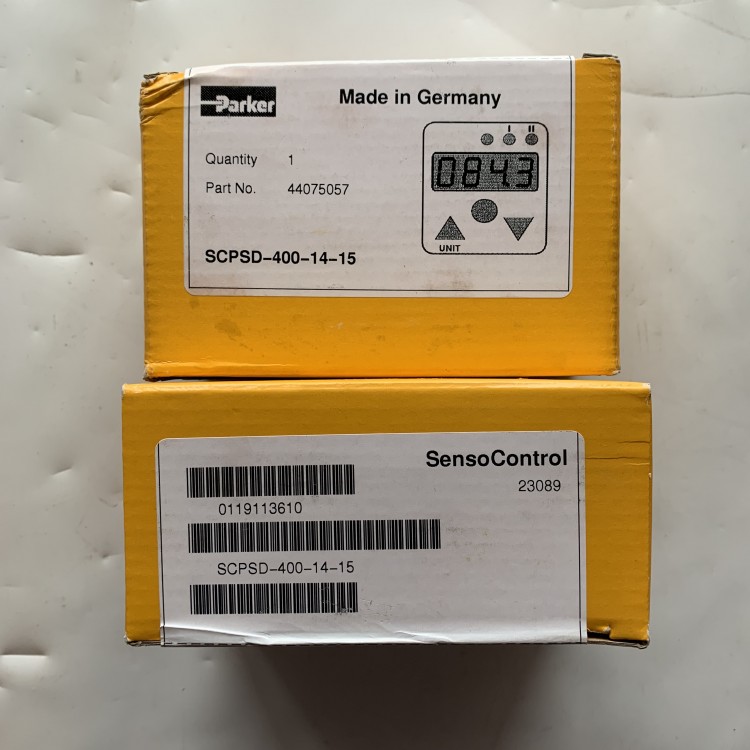 Parker
Made in Germany
I II
Quantity 1
0843
Part No. 44075057
UNIT
SCPSD-400-14-15
SensoControl
23089
0119113610
SCPSD-400-14-15